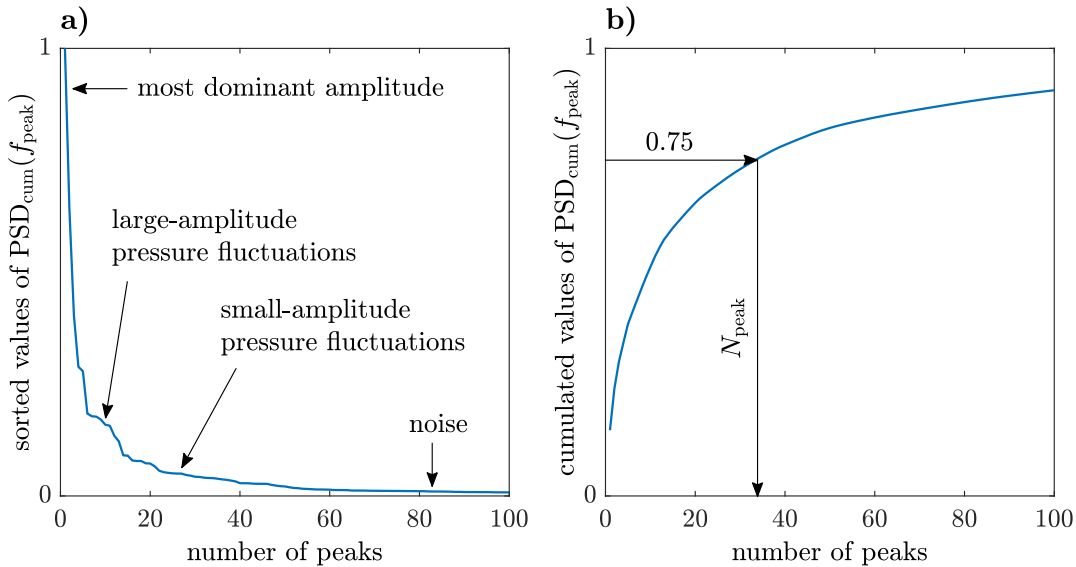 a)
sorted values of PSD_cum(f_peak)
1
0
most dominant amplitude
large-amplitude
pressure fluctuations
small-amplitude
pressure fluctuations
noise
0 20 40 60 80 100
number of peaks
b)
cumulated values of PSD_cum(f_peak)
1
0
0.75
N_peak
0 20 40 60 80 100
number of peaks